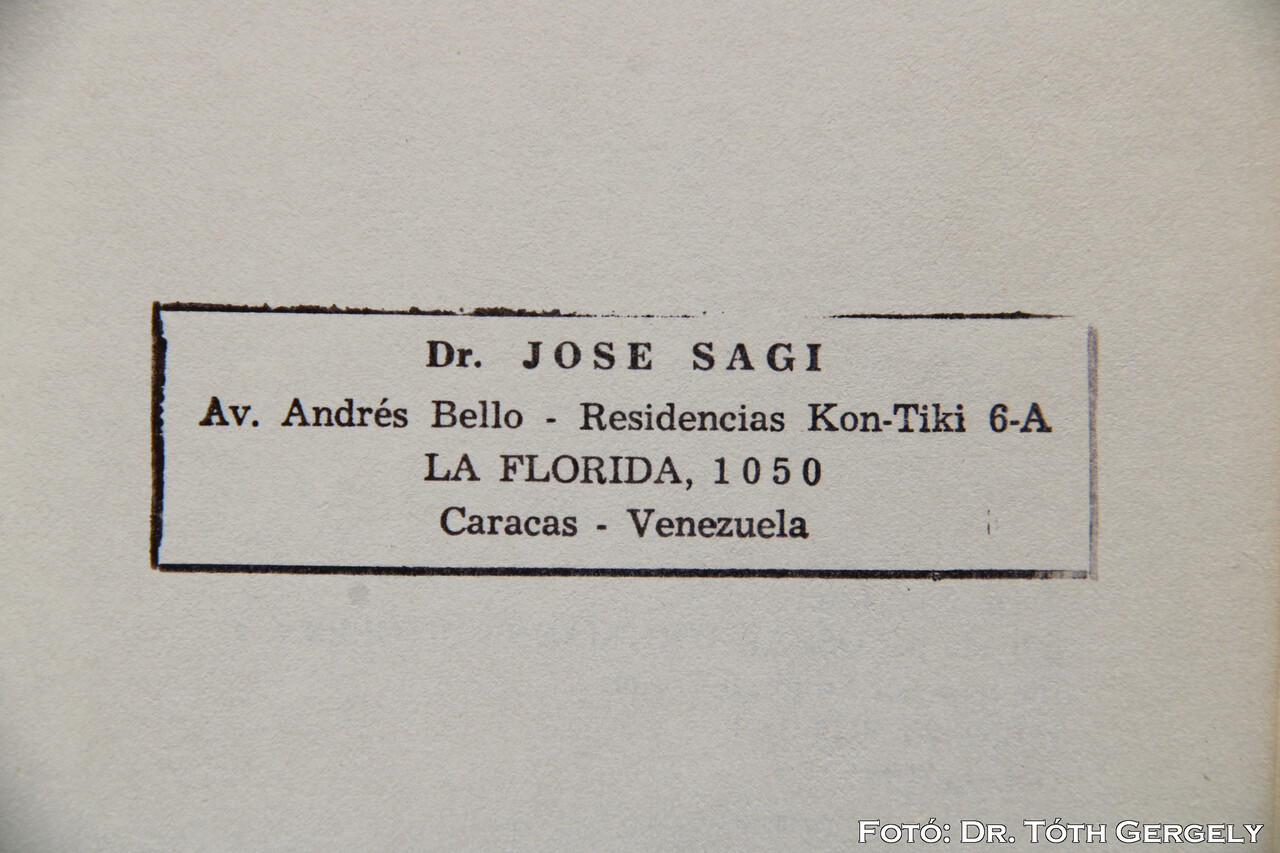 Dr. JOSE SAGI
Av. Andrés Bello - Residencias Kon-Tiki 6-A
LA FLORIDA, 1050
Caracas - Venezuela
FOTÓ: DR. TÓTH GERGELY